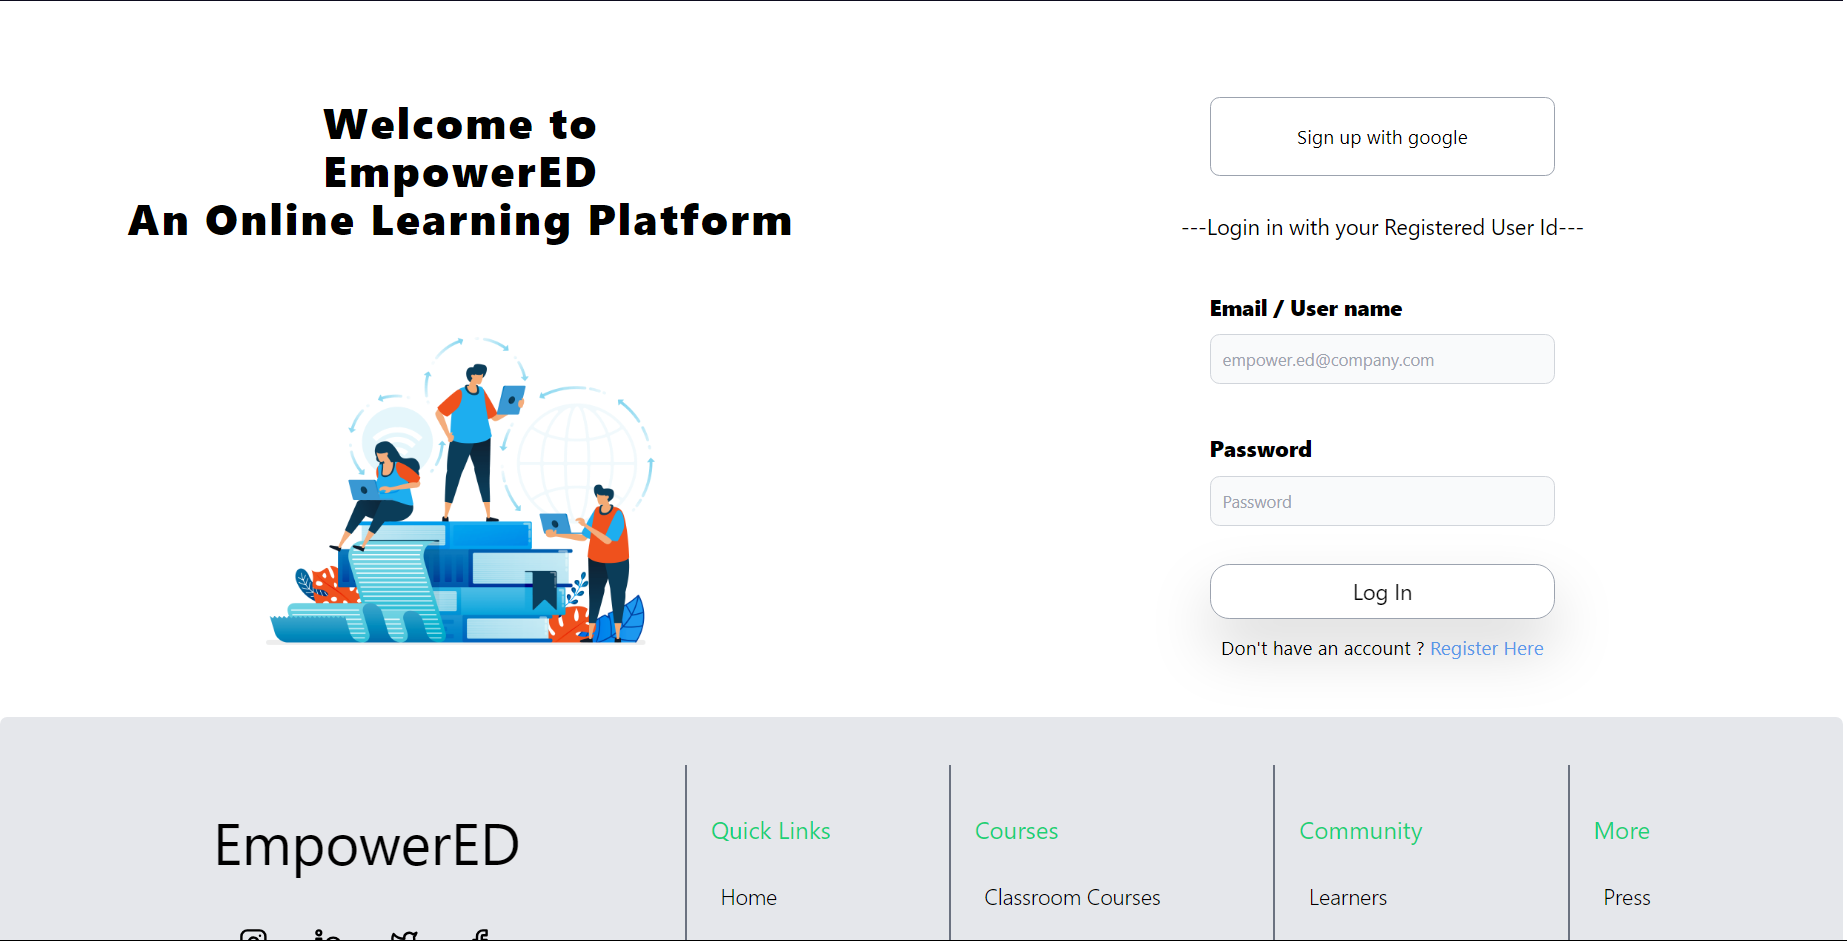 Welcome to
EmpowerED
An Online Learning Platform
Sign up with google
---Login in with your Registered User Id---
Email / User name
empower.ed@company.com
Password
Password
Log In
Don't have an account ? Register Here
EmpowerED
Quick Links
Home
Courses
Classroom Courses
Community
Learners
More
Press